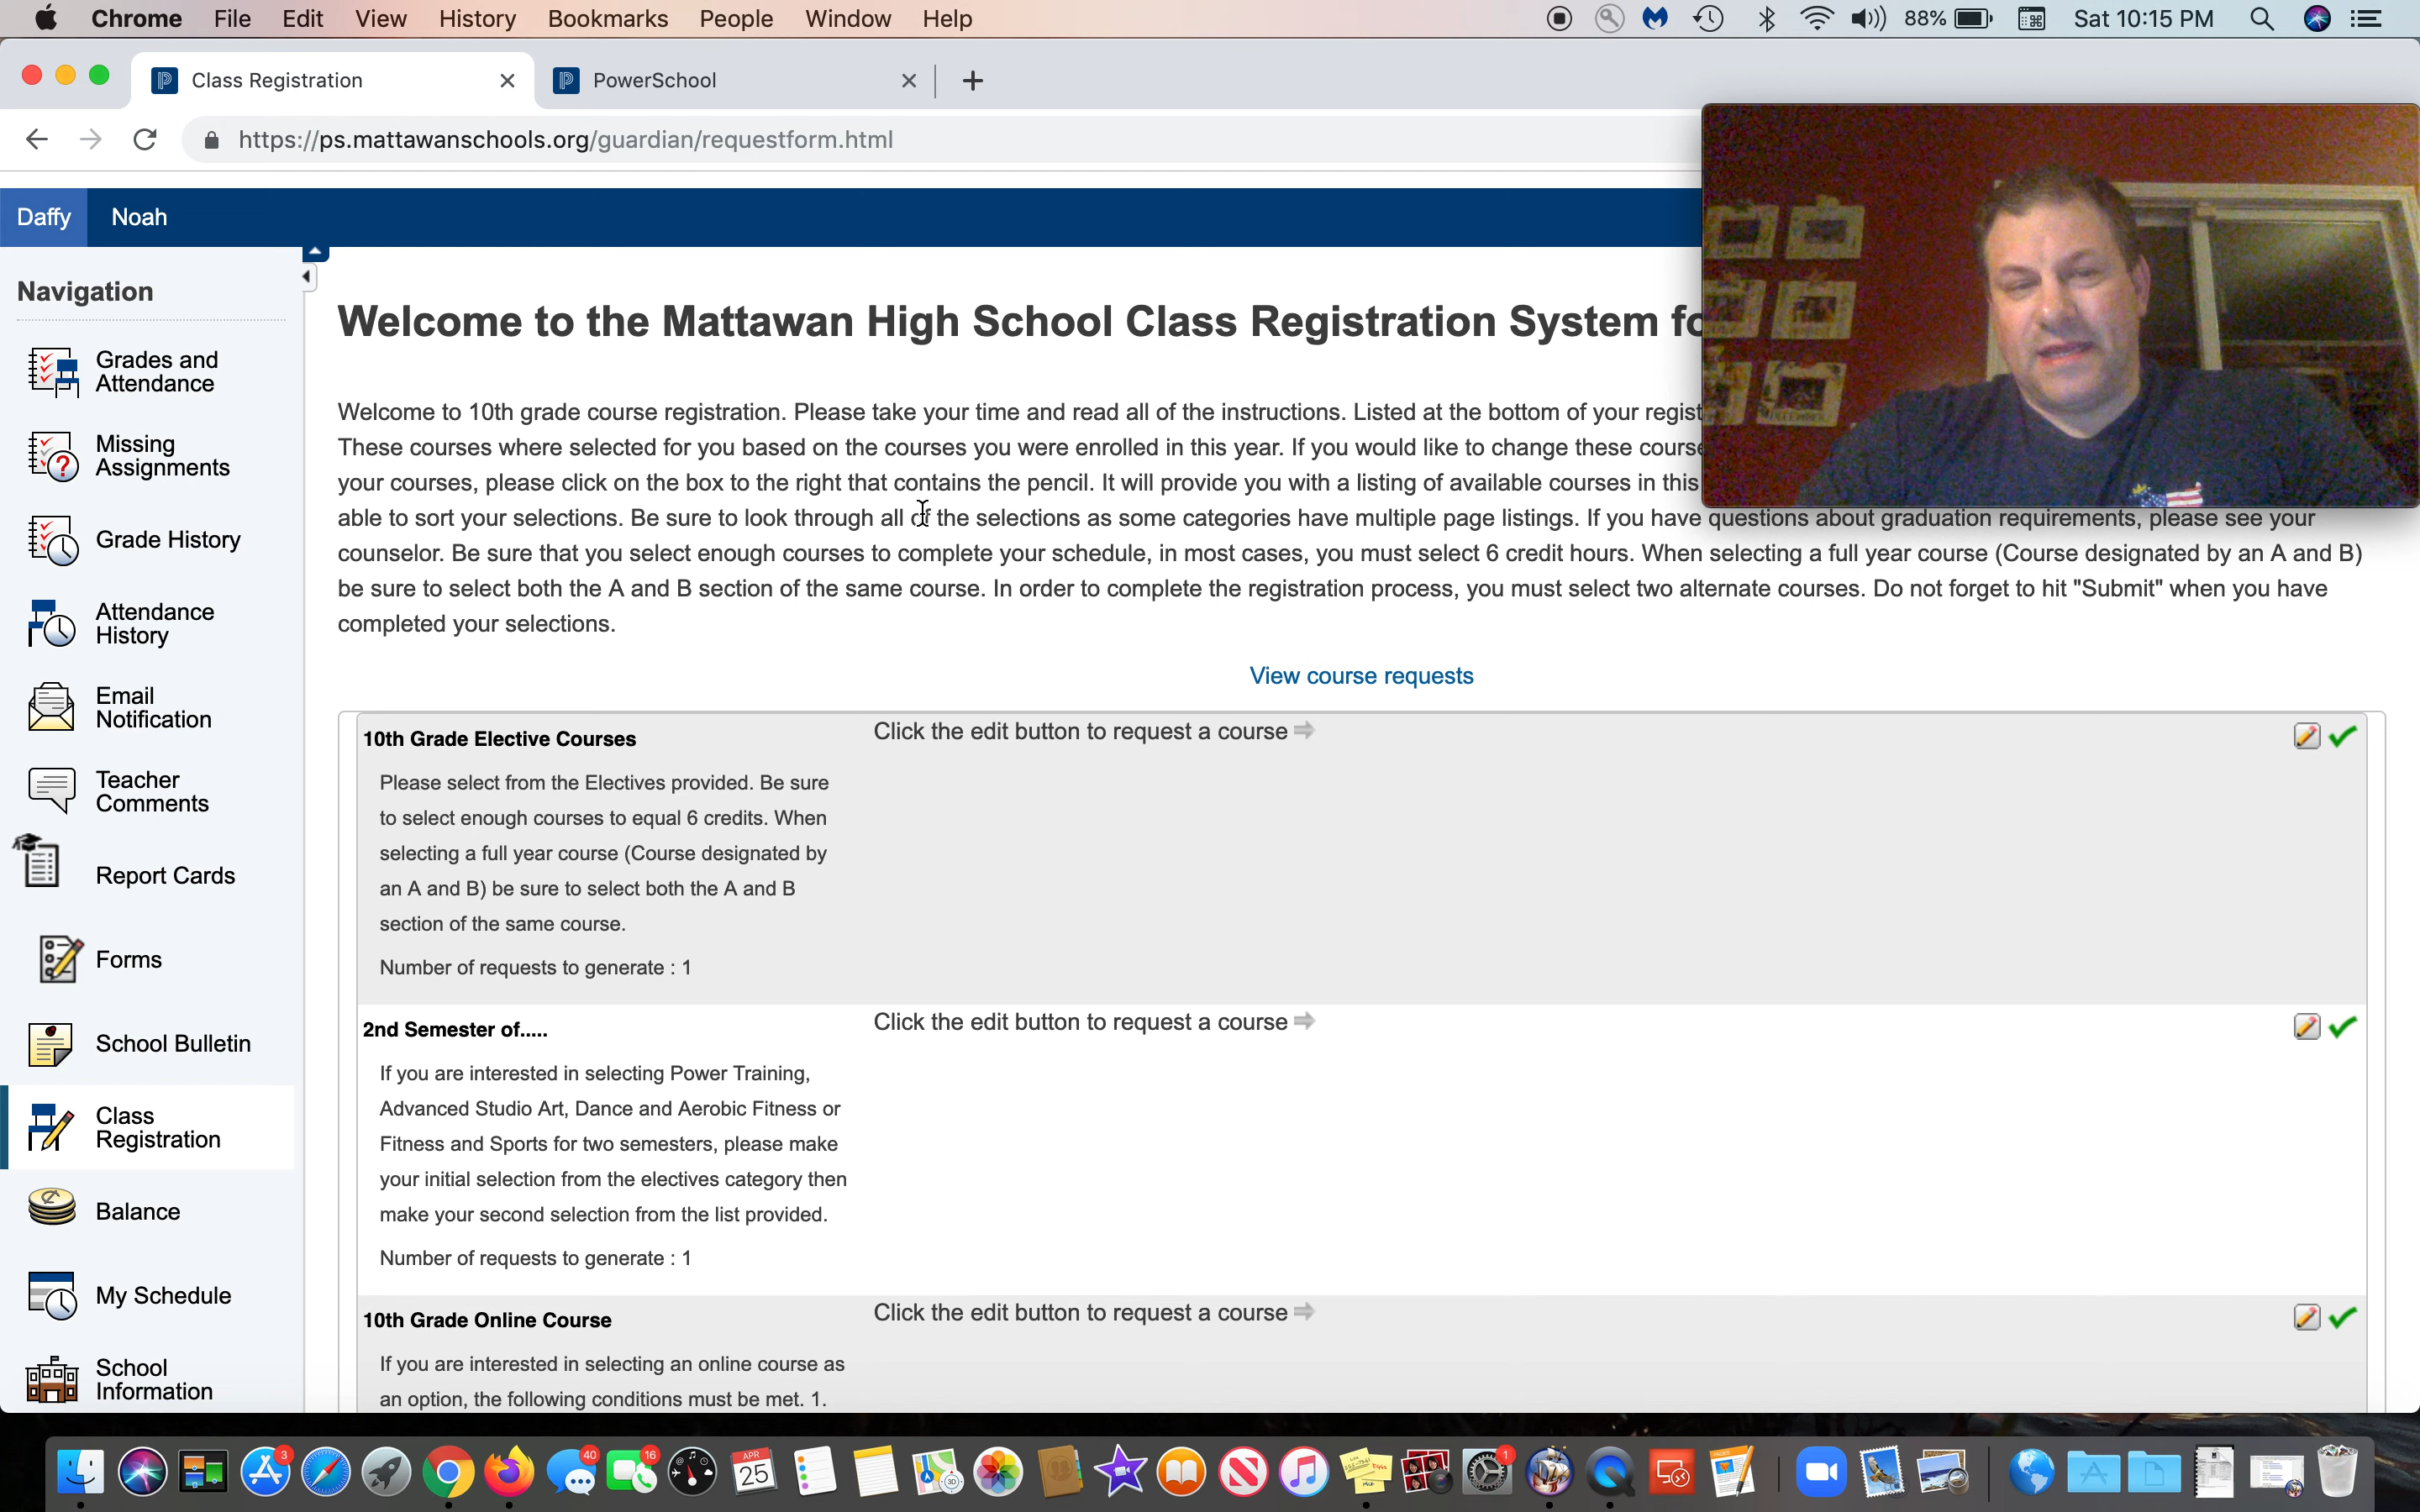 Chrome File Edit View History Bookmarks People Window Help 88% Sat 10:15 PM
Class Registration PowerSchool
https://ps.mattawanschools.org/guardian/requestform.html
Daffy Noah
Navigation
Grades and
Attendance
Missing
Assignments
Grade History
Attendance
History
Email
Notification
Teacher
Comments
Report Cards
Forms
School Bulletin
Class
Registration
Balance
My Schedule
School
Information
Welcome to the Mattawan High School Class Registration System
Welcome to 10th grade course registration. Please take your time and read all of the instructions. Listed at the bottom of your
These courses where selected for you based on the courses you were enrolled in this year. If you would like to change these
your courses, please click on the box to the right that contains the pencil. It will provide you with a listing of available courses in this
able to sort your selections. Be sure to look through all of the selections as some categories have multiple page listings. If you have questions about graduation requirements, please see your
counselor. Be sure that you select enough courses to complete your schedule, in most cases, you must select 6 credit hours. When selecting a full year course (Course designated by an A and B)
be sure to select both the A and B section of the same course. In order to complete the registration process, you must select two alternate courses. Do not forget to hit "Submit" when you have
completed your selections.
View course requests
10th Grade Elective Courses
Click the edit button to request a course
Please select from the Electives provided. Be sure
to select enough courses to equal 6 credits. When
selecting a full year course (Course designated by
an A and B) be sure to select both the A and B
section of the same course.
Number of requests to generate : 1
2nd Semester of.....
Click the edit button to request a course
If you are interested in selecting Power Training,
Advanced Studio Art, Dance and Aerobic Fitness or
Fitness and Sports for two semesters, please make
your initial selection from the electives category then
make your second selection from the list provided.
Number of requests to generate : 1
10th Grade Online Course
Click the edit button to request a course
If you are interested in selecting an online course as
an option, the following conditions must be met. 1.
3
40
16
APR
25
1